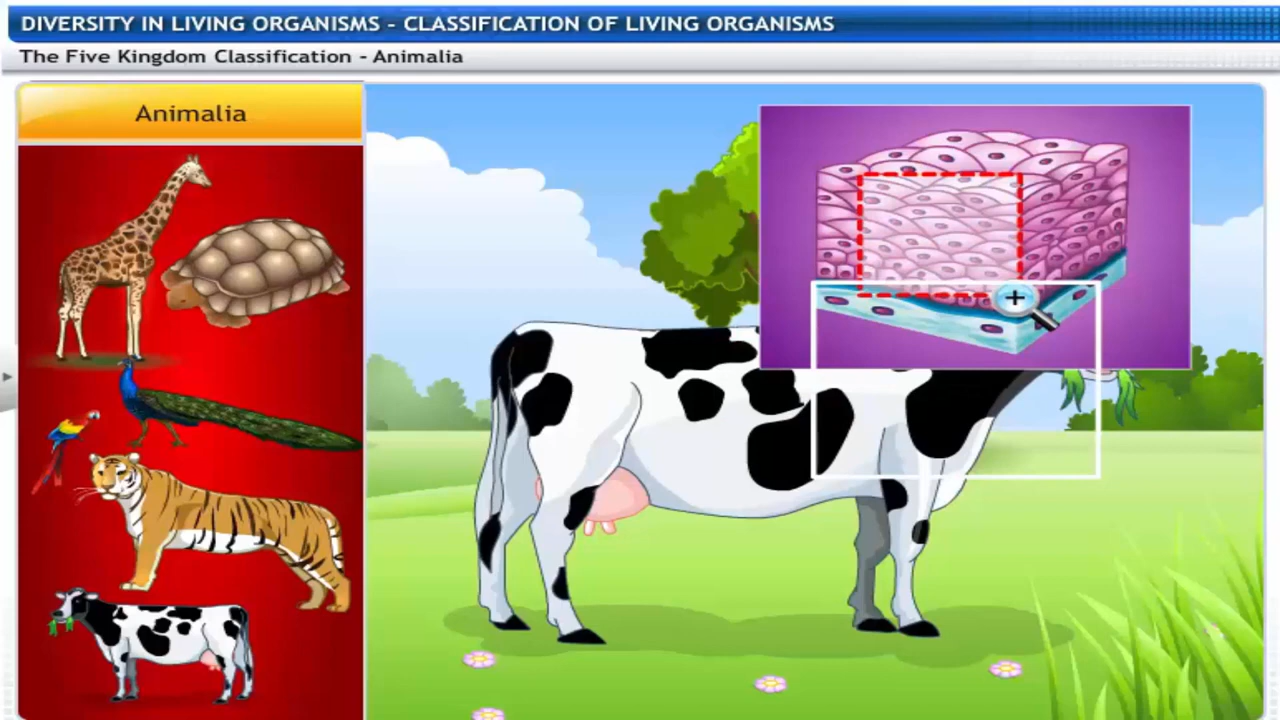 DIVERSITY IN LIVING ORGANISMS - CLASSIFICATION OF LIVING ORGANISMS
The Five Kingdom Classification - Animalia
Animalia